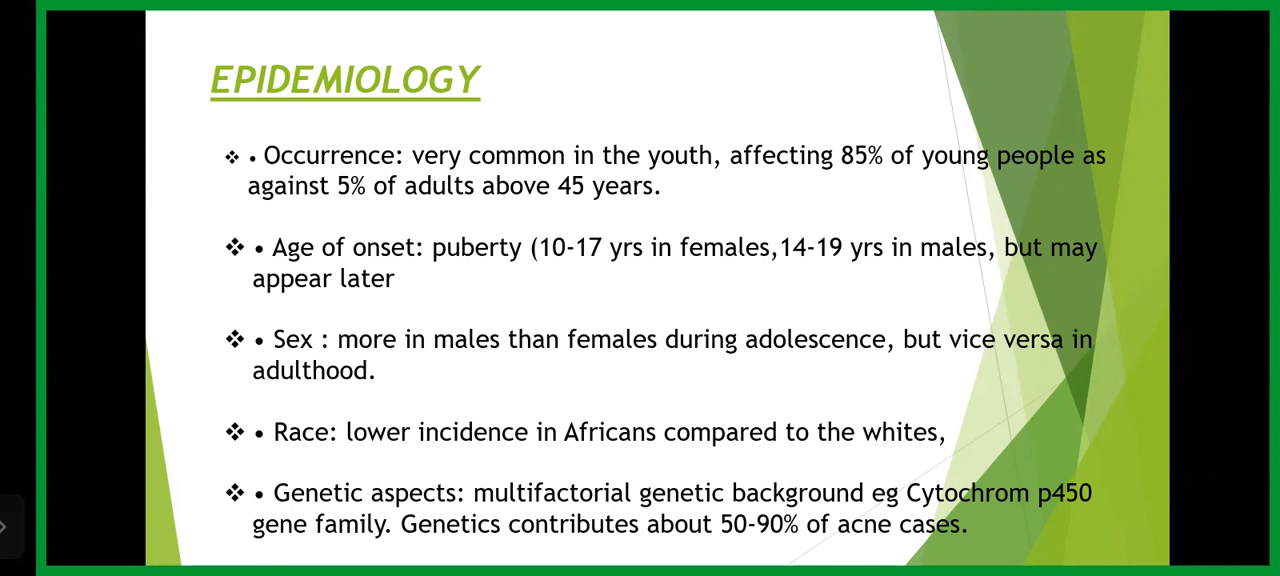 EPIDEMIOLOGY
❖ • Occurrence: very common in the youth, affecting 85% of young people as
against 5% of adults above 45 years.
❖ • Age of onset: puberty (10-17 yrs in females,14-19 yrs in males, but may
appear later
❖ • Sex : more in males than females during adolescence, but vice versa in
adulthood.
❖ • Race: lower incidence in Africans compared to the whites,
❖ • Genetic aspects: multifactorial genetic background eg Cytochrom p450
gene family. Genetics contributes about 50-90% of acne cases.